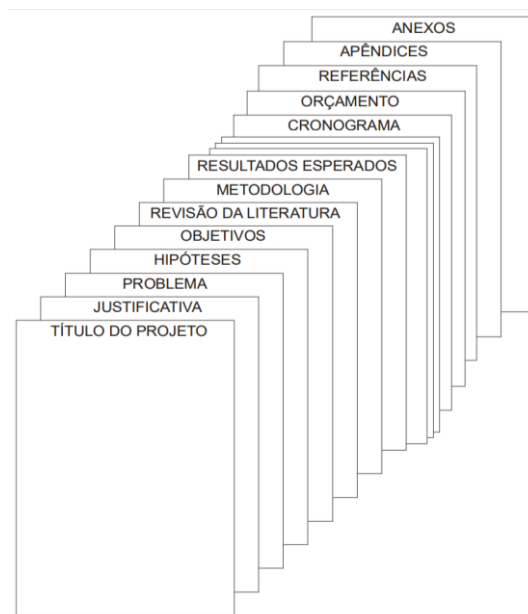 ANEXOS
APÊNDICES
REFERÊNCIAS
ORÇAMENTO
CRONOGRAMA
RESULTADOS ESPERADOS
METODOLOGIA
REVISÃO DA LITERATURA
OBJETIVOS
HIPÓTESES
PROBLEMA
JUSTIFICATIVA
TÍTULO DO PROJETO